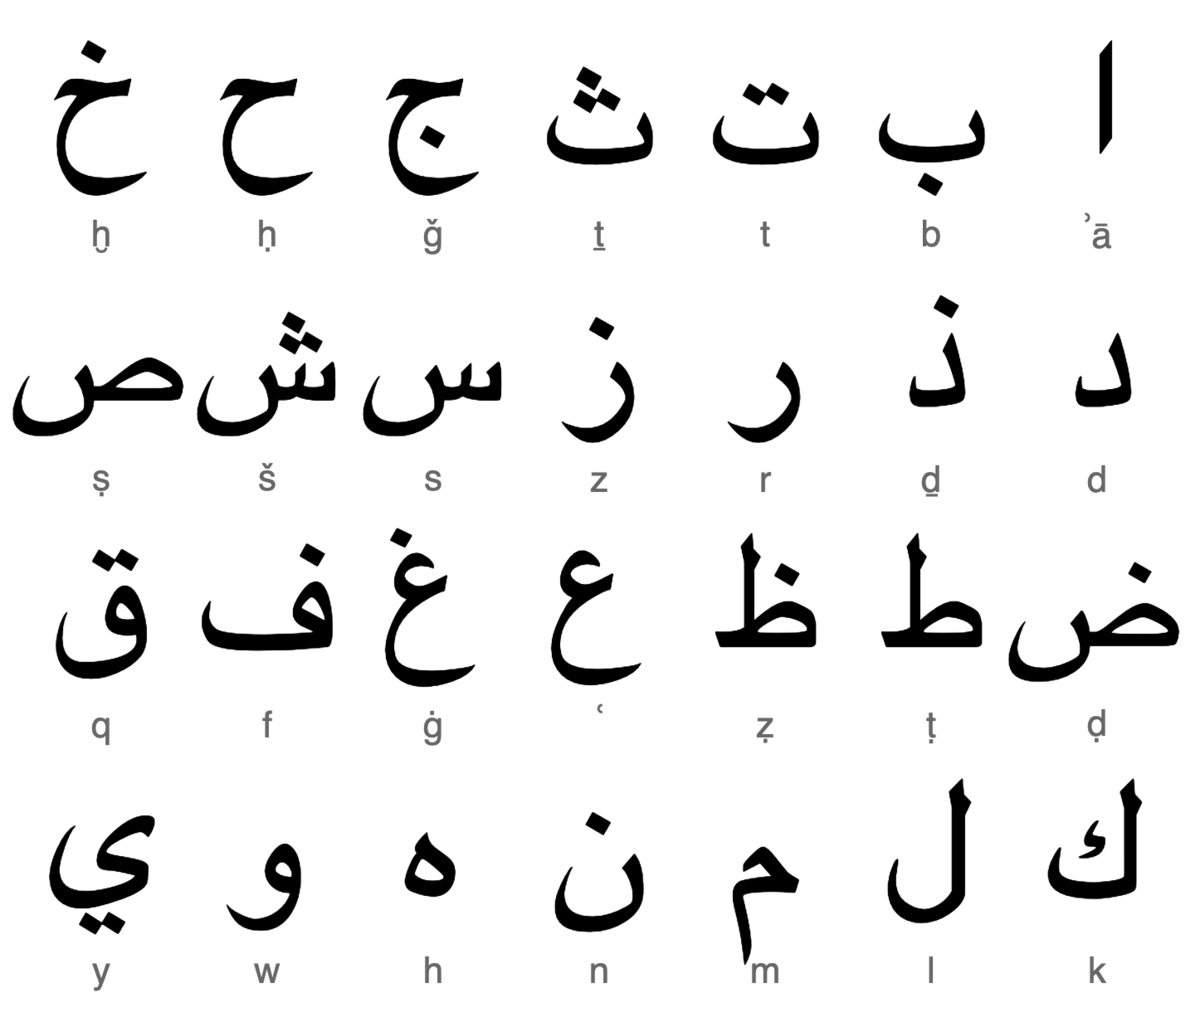 ا ب ت ث ج ح خ
ʾā b t ṯ ǧ ḥ ḫ
د ذ ر ز س ش ص
d ḏ r z s š ṣ
ض ط ظ ع غ ف ق
ḍ ṭ ẓ ʿ ġ f q
ك ل م ن ه و ي
k l m n h w y